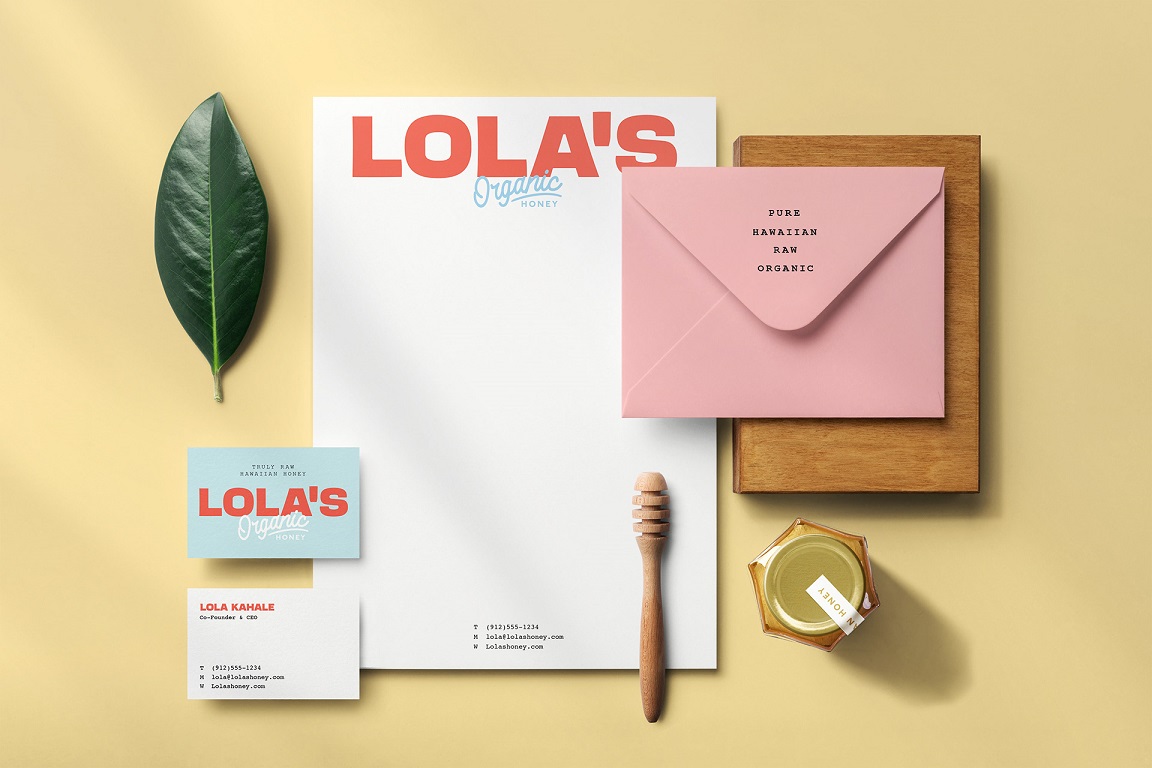 LOLA'S
Organic
HONEY
PURE
HAWAIIAN
RAW
ORGANIC
TRULY RAW
HAWAIIAN HONEY
LOLA'S
Organic
HONEY
LOLA KAHALE
Co-Founder & CEO
T (912)555-1234
M lola@lolashoney.com
W Lolashoney.com
T (912)555-1234
M lola@lolashoney.com
W Lolashoney.com
HONEY
HONEY